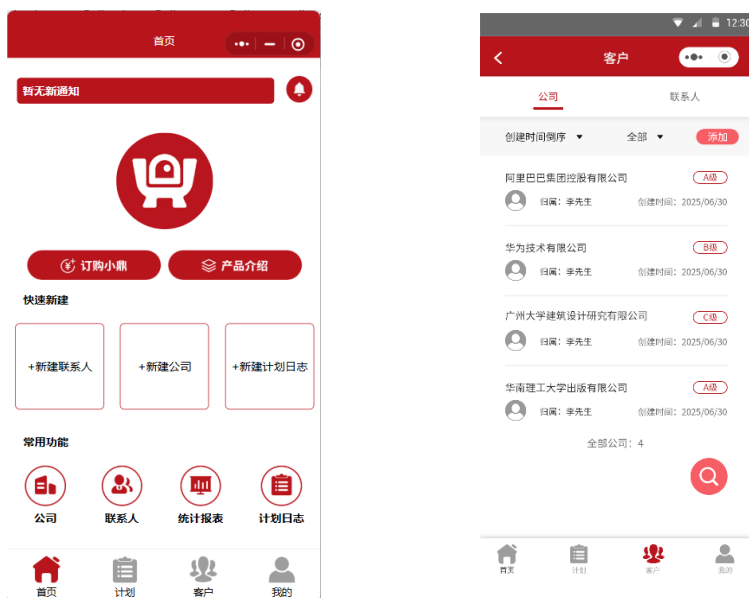 首页
暂无新通知
订购小鼎
产品介绍
快速新建
+新建联系人
+新建公司
+新建计划日志
常用功能
公司
联系人
统计报表
计划日志
首页
计划
客户
我的
12:30
客户
公司
联系人
创建时间倒序 ▼
全部 ▼
添加
阿里巴巴集团控股有限公司
A级
归属：李先生
创建时间：2025/06/30
华为技术有限公司
B级
归属：李先生
创建时间：2025/06/30
广州大学建筑设计研究有限公司
C级
归属：李先生
创建时间：2025/06/30
华南理工大学出版有限公司
A级
归属：李先生
创建时间：2025/06/30
全部公司：4
首页
计划
客户
我的